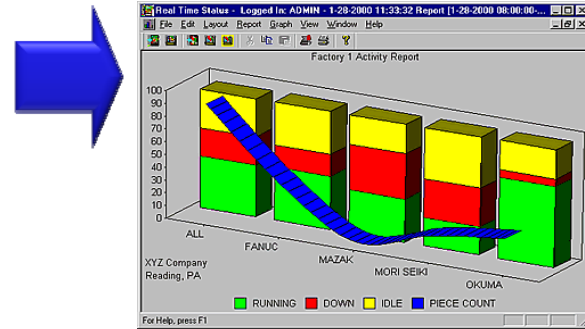 Real Time Status - Logged In: ADMIN - 1-28-2000 11:33:32 Report [1-28-2000 08:00:00-...
File Edit Layout Report Graph View Window Help
Factory 1 Activity Report
100
90
80
70
60
50
40
30
20
10
0
ALL
FANUC
MAZAK
MORI SEIKI
OKUMA
XYZ Company
Reading, PA
RUNNING DOWN IDLE PIECE COUNT
For Help, press F1